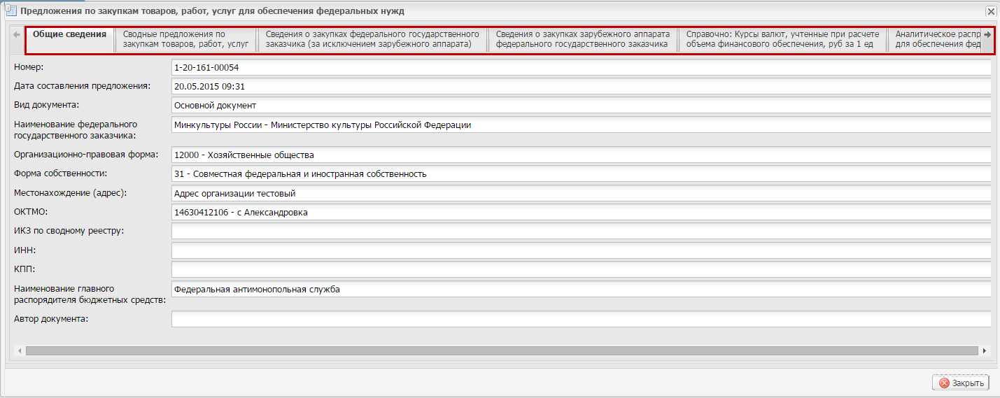 Предложения по закупкам товаров, работ, услуг для обеспечения федеральных нужд
Общие сведения
Сводные предложения по
закупкам товаров, работ, услуг
Сведения о закупках федерального государственного
заказчика (за исключением зарубежного аппарата)
Сведения о закупках зарубежного аппарата
федерального государственного заказчика
Справочно: Курсы валют, учтенные при расчете
объема финансового обеспечения, руб за 1 ед
Аналитическое распр
для обеспечения фед
Номер: 1-20-161-00054
Дата составления предложения: 20.05.2015 09:31
Вид документа: Основной документ
Наименование федерального
государственного заказчика:
Минкультуры России - Министерство культуры Российской Федерации
Организационно-правовая форма: 12000 - Хозяйственные общества
Форма собственности: 31 - Совместная федеральная и иностранная собственность
Местонахождение (адрес): Адрес организации тестовый
ОКТМО: 14630412106 - с Александровка
ИКЗ по сводному реестру:
ИНН:
КПП:
Наименование главного
распорядителя бюджетных средств:
Федеральная антимонопольная служба
Автор документа:
Закрыть